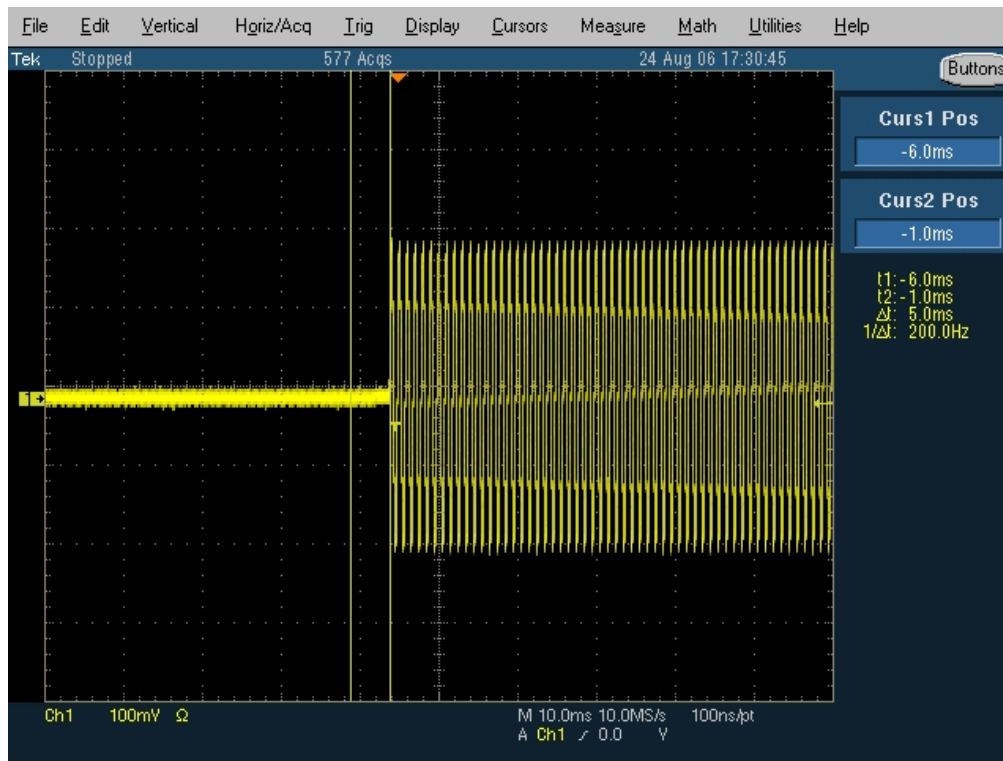 File Edit Vertical Horiz/Acq Trig Display Cursors Measure Math Utilities Help
Tek Stopped 577 Acqs 24 Aug 06 17:30:45
Buttons
Curs1 Pos
-6.0ms
Curs2 Pos
-1.0ms
t1:-6.0ms
t2:-1.0ms
Δt: 5.0ms
1/Δt: 200.0Hz
1
T
Ch1 100mV Ω M 10.0ms 10.0MS/s 100ns/pt
A Ch1 ∕ 0.0 V